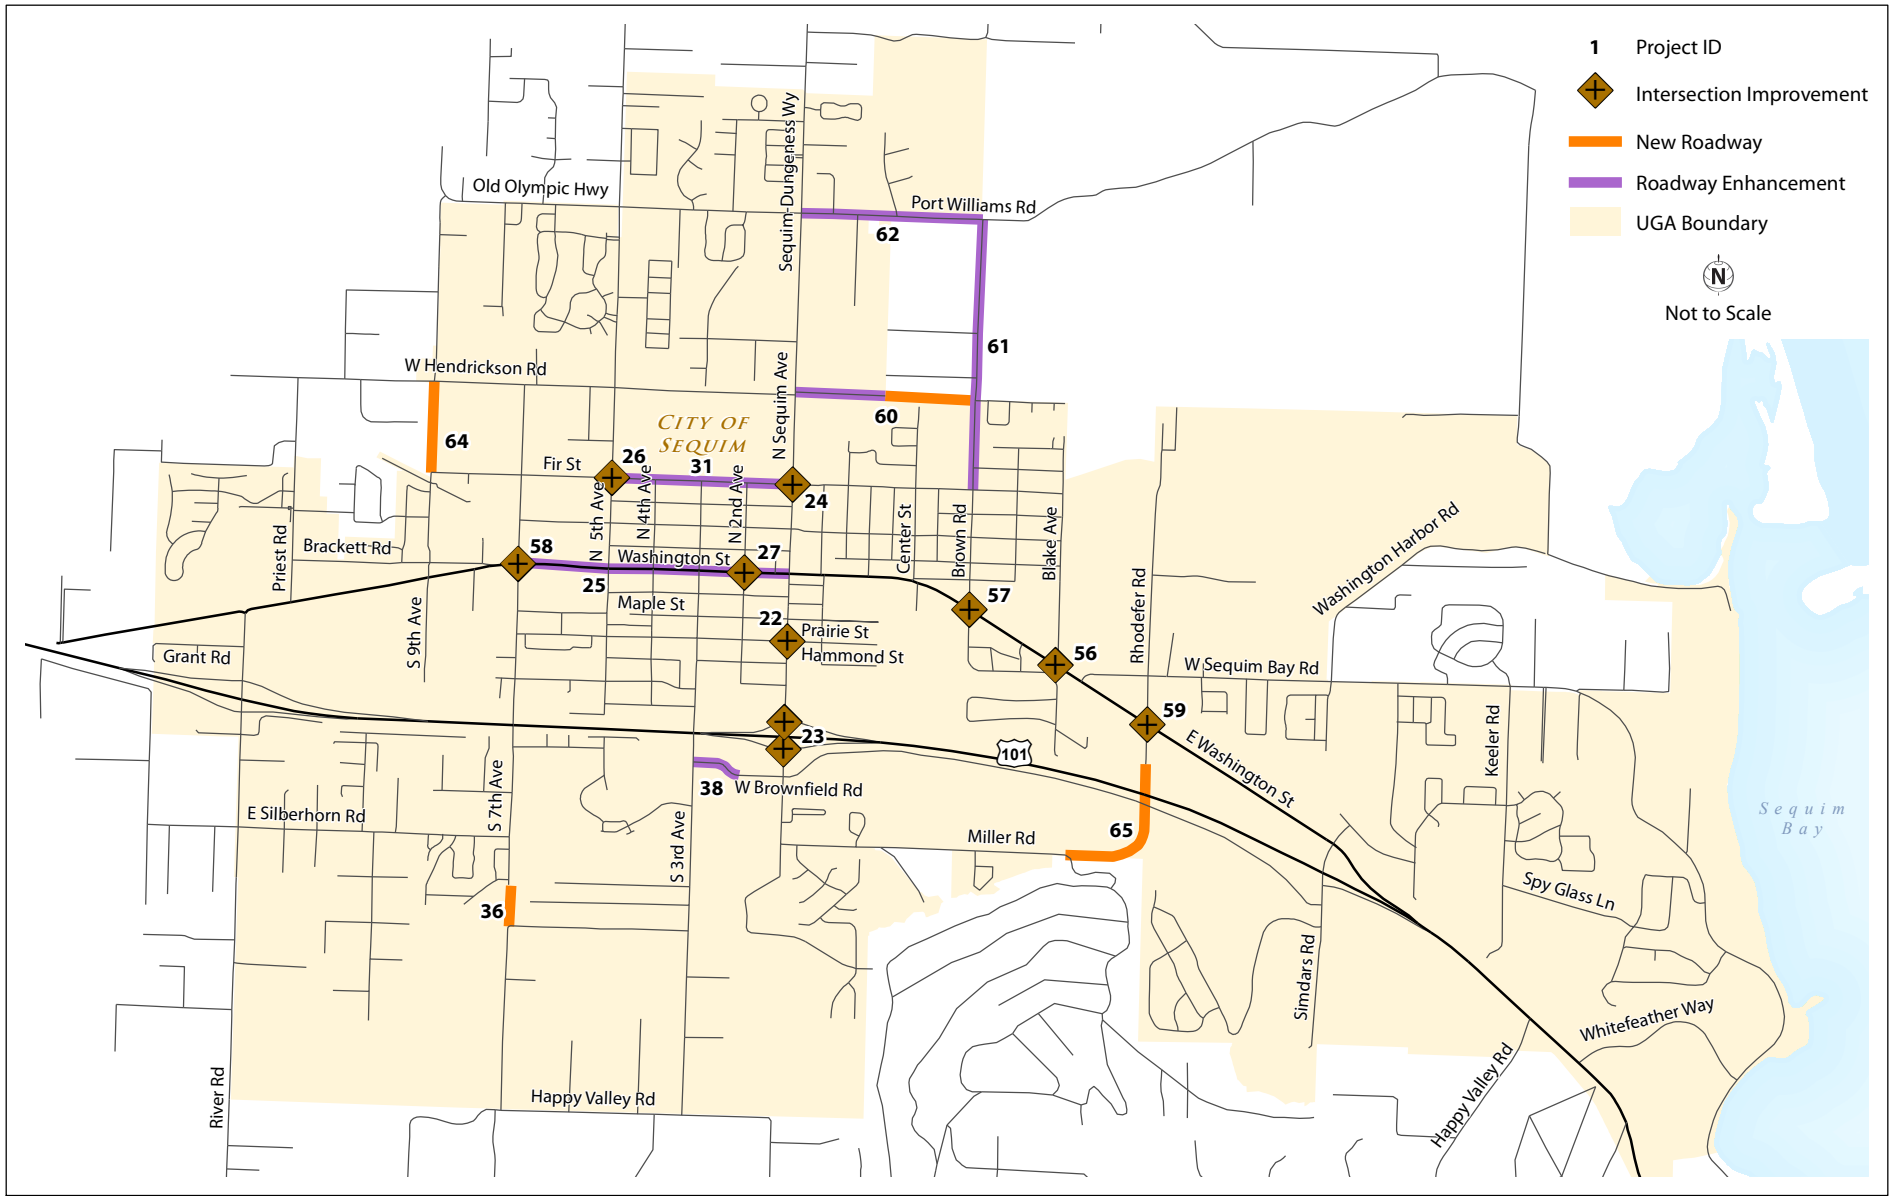 1 Project ID
Intersection Improvement
New Roadway
Roadway Enhancement
UGA Boundary
N
Not to Scale
Old Olympic Hwy
Sequim-Dungeness Wy
Port Williams Rd
62
61
W Hendrickson Rd
N Sequim Ave
60
CITY OF
SEQUIM
64
Fir St
26
31
24
N 5th Ave
N 4th Ave
N 2nd Ave
Center St
Brown Rd
Blake Ave
Priest Rd
Brackett Rd
58
Washington St
27
25
Maple St
57
Washington Harbor Rd
Rhodefer Rd
S 9th Ave
22
Prairie St
Hammond St
56
Grant Rd
W Sequim Bay Rd
59
23
101
E Washington St
Keeler Rd
38
W Brownfield Rd
S 7th Ave
E Silberhorn Rd
S 3rd Ave
Miller Rd
65
Sequim
Bay
36
Spy Glass Ln
Simdars Rd
Whitefeather Way
River Rd
Happy Valley Rd
Happy Valley Rd